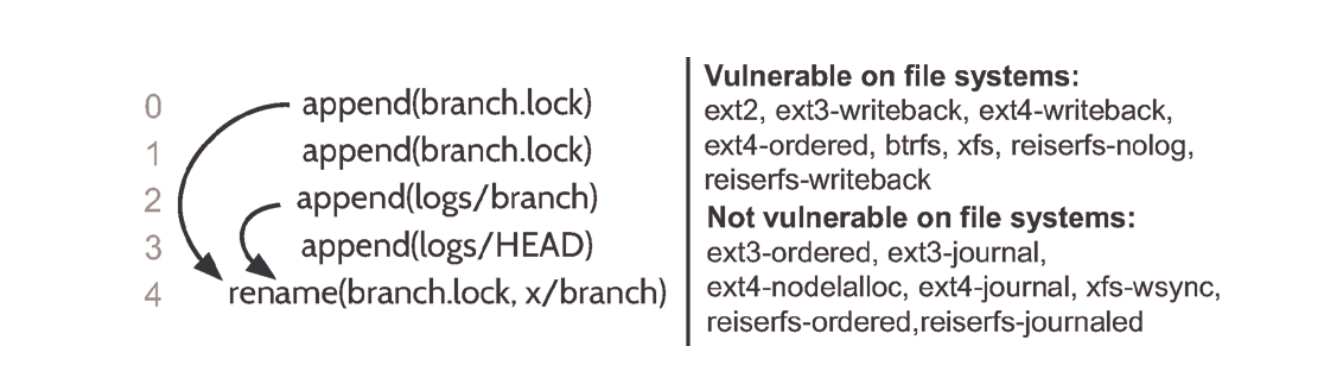 0 append(branch.lock)
1 append(branch.lock)
2 append(logs/branch)
3 append(logs/HEAD)
4 rename(branch.lock, x/branch)
Vulnerable on file systems:
ext2, ext3-writeback, ext4-writeback,
ext4-ordered, btrfs, xfs, reiserfs-nolog,
reiserfs-writeback
Not vulnerable on file systems:
ext3-ordered, ext3-journal,
ext4-nodelalloc, ext4-journal, xfs-wsync,
reiserfs-ordered,reiserfs-journaled